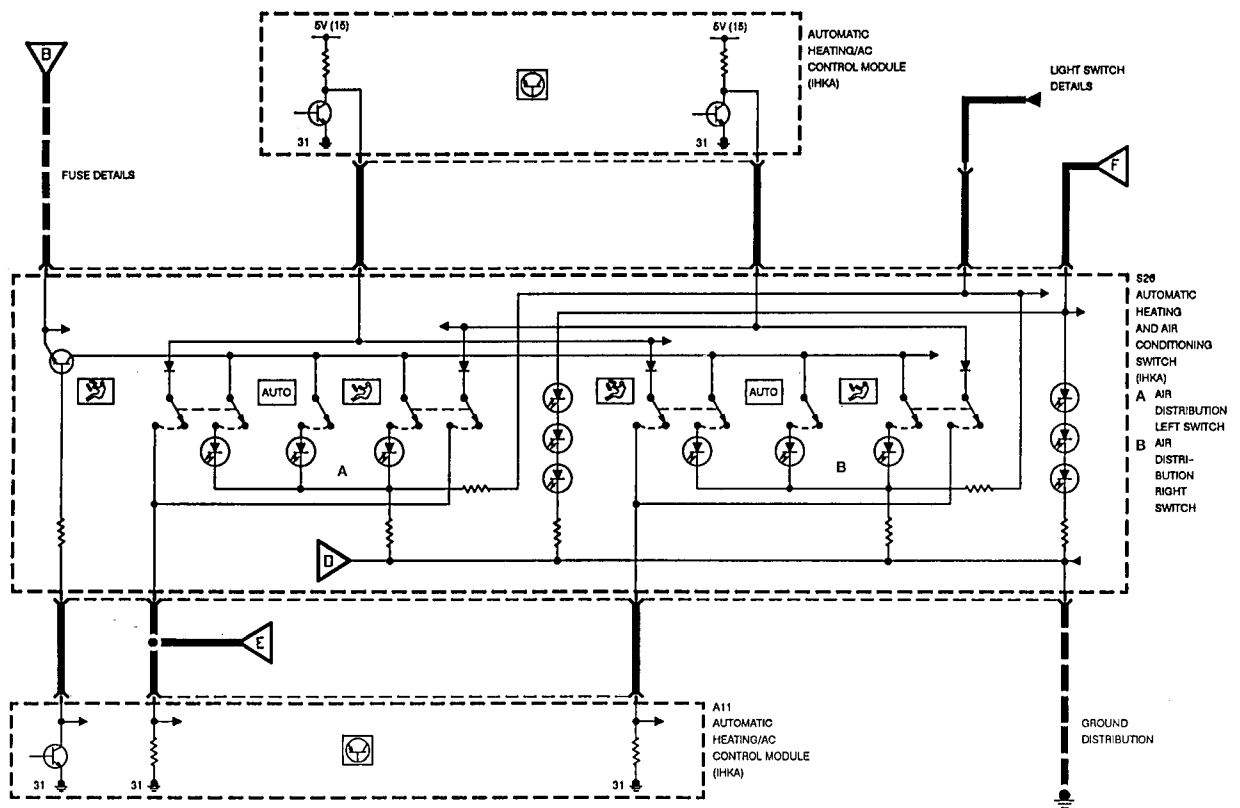 B
5V (15)
5V (15)
AUTOMATIC
HEATING/AC
CONTROL MODULE
(IHKA)
LIGHT SWITCH
DETAILS
31
31
FUSE DETAILS
F
S26
AUTOMATIC
HEATING
AND AIR
CONDITIONING
SWITCH
(IHKA)
A AIR
DISTRIBUTION
LEFT SWITCH
B AIR
DISTRI-
BUTION
RIGHT
SWITCH
AUTO
AUTO
A
B
D
E
A11
AUTOMATIC
HEATING/AC
CONTROL MODULE
(IHKA)
31
31
31
GROUND
DISTRIBUTION